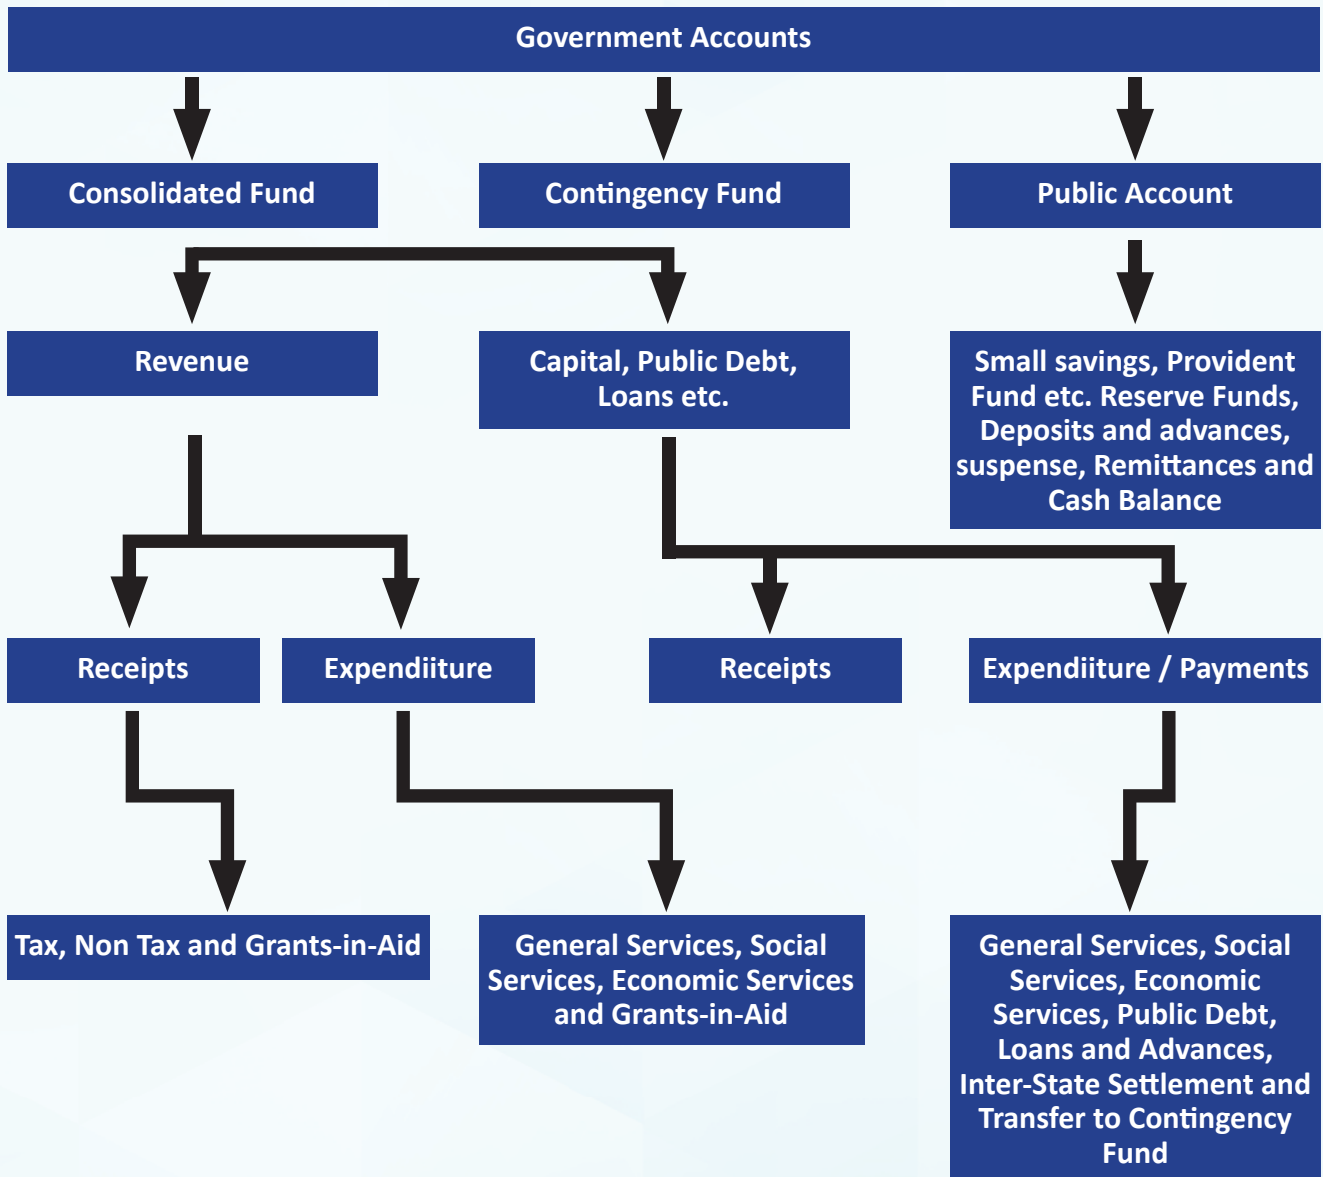 Government Accounts
Consolidated Fund
Contingency Fund
Public Account
Revenue
Capital, Public Debt,
Loans etc.
Small savings, Provident
Fund etc. Reserve Funds,
Deposits and advances,
suspense, Remittances and
Cash Balance
Receipts
Expendiiture
Receipts
Expendiiture / Payments
Tax, Non Tax and Grants-in-Aid
General Services, Social
Services, Economic Services
and Grants-in-Aid
General Services, Social
Services, Economic
Services, Public Debt,
Loans and Advances,
Inter-State Settlement and
Transfer to Contingency
Fund